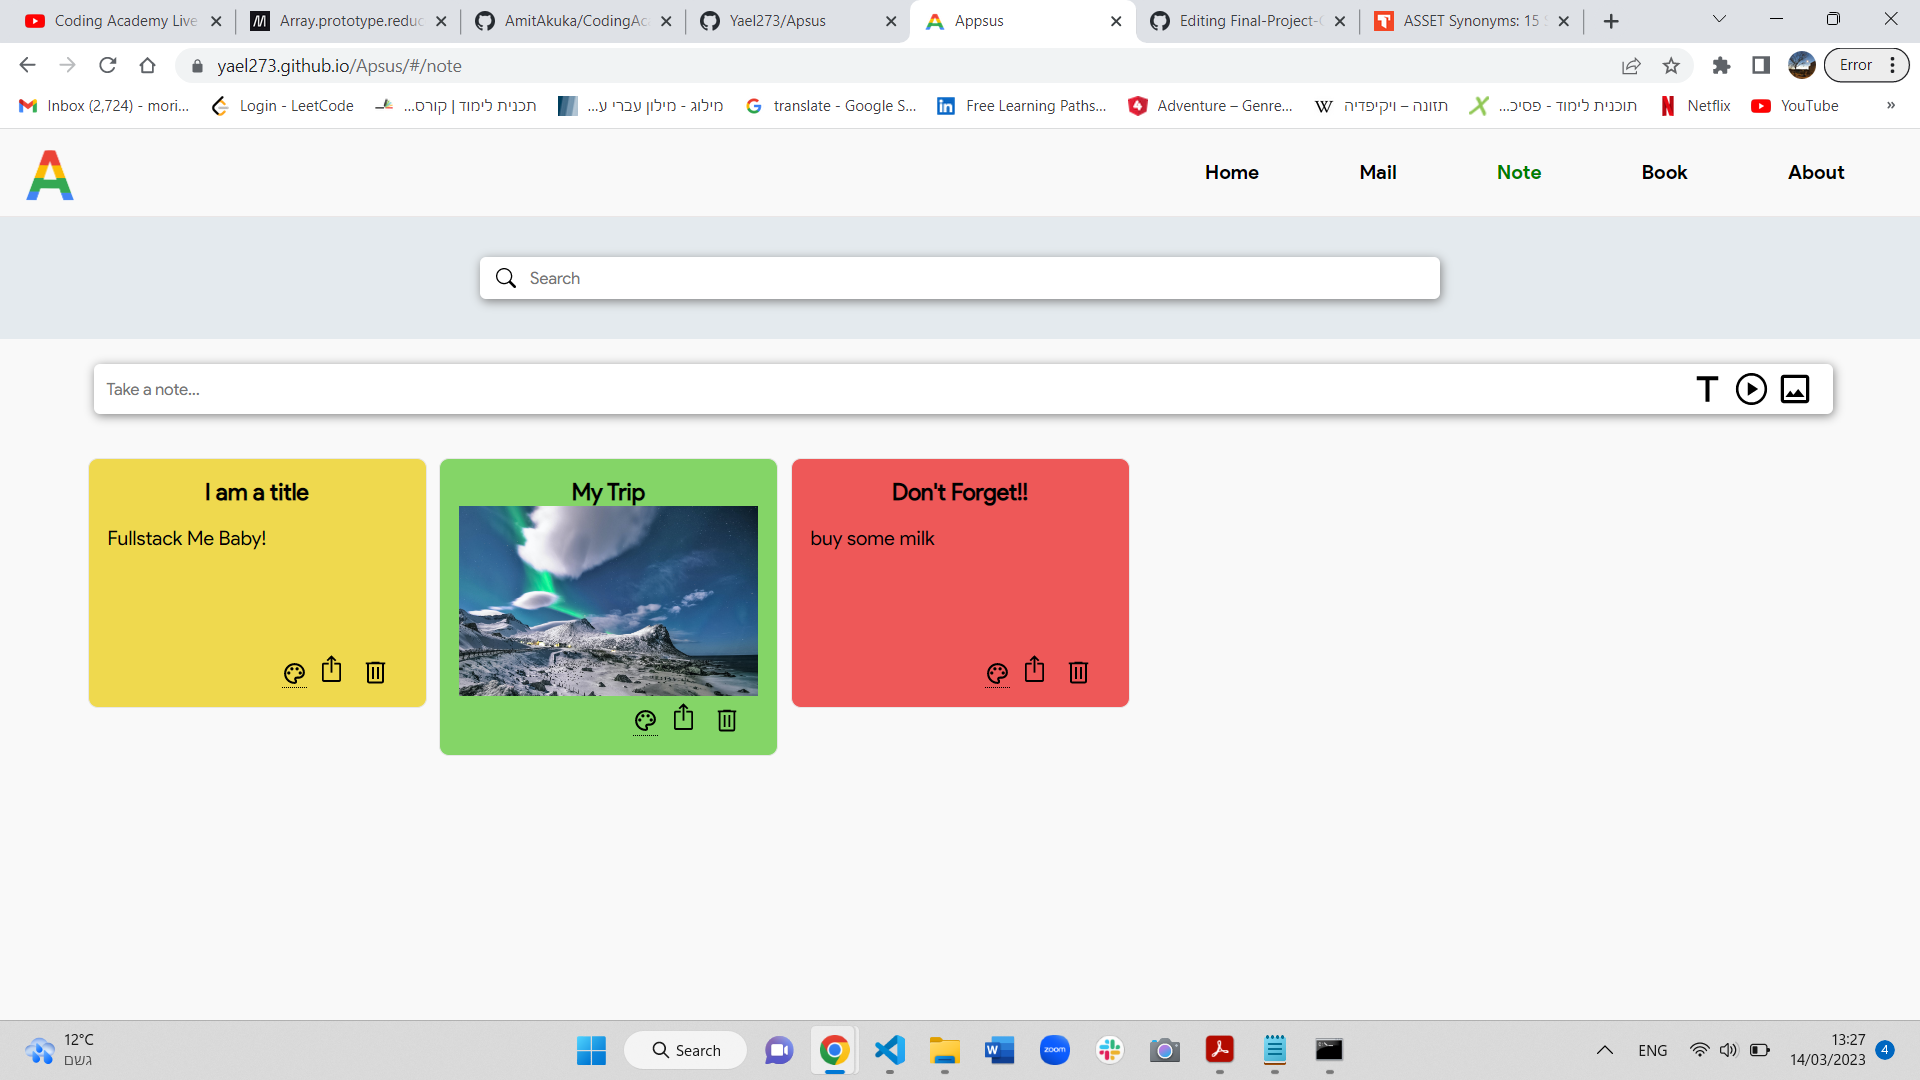 Coding Academy Live
Array.prototype.reduc
AmitAkuka/CodingAca
Yael273/Apsus
Appsus
Editing Final-Project-C
ASSET Synonyms: 15 S
yael273.github.io/Apsus/#/note
Error
Inbox (2,724) - mori...
Login - LeetCode
תכנית לימוד | קורס...
מילוג - מילון עברי ע...
translate - Google S...
Free Learning Paths...
Adventure – Genre...
תזונה – ויקיפדיה
תוכנית לימוד - פסיכ...
Netflix
YouTube
»
A
Home
Mail
Note
Book
About
Search
Take a note...
T
I am a title
Fullstack Me Baby!
My Trip
Don't Forget!!
buy some milk
12°C
גשם
Search
zoom
ENG
13:27
14/03/2023
4